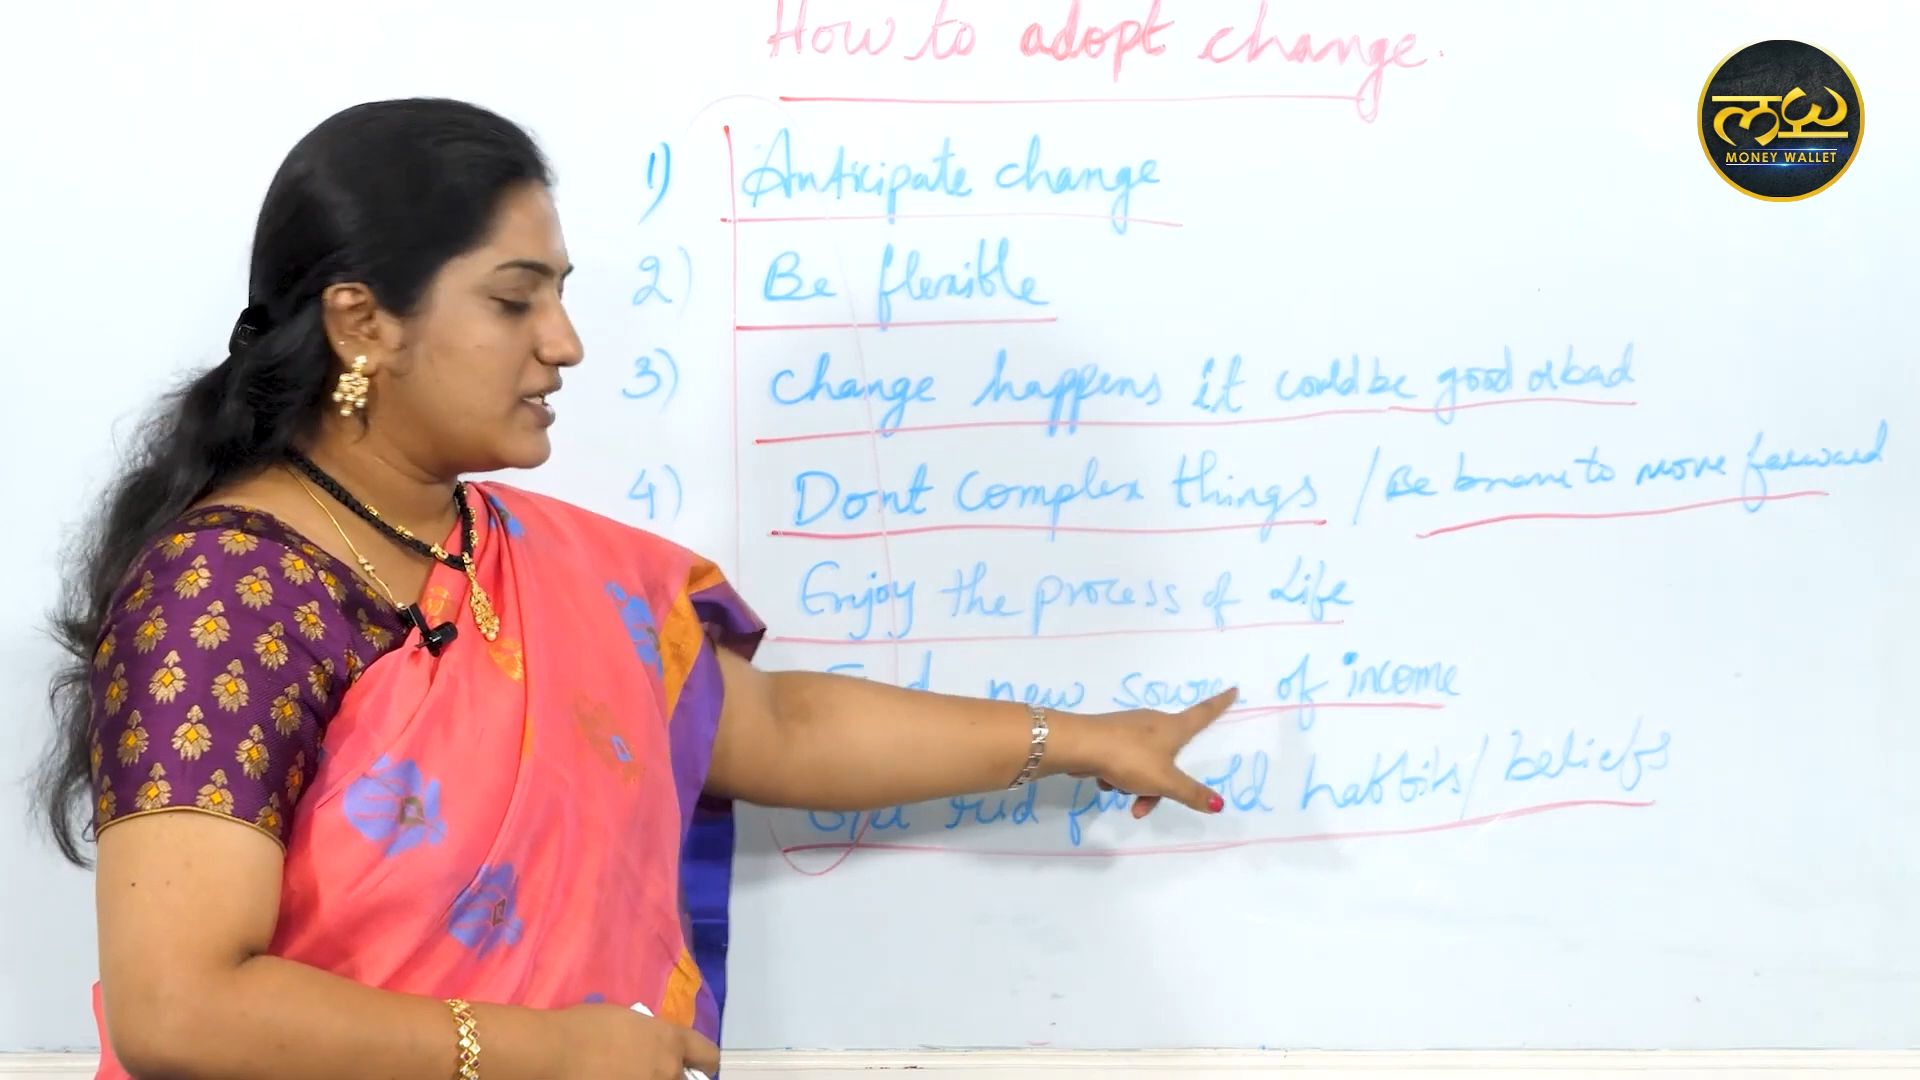 How to adopt change.
MONEY WALLET
1) Anticipate change
2) Be flexible
3) change happens it could be good or bad
4) Dont Complex things / Be brave to move forward
Enjoy the process of Life
new source of income
rid old habbits / beliefs